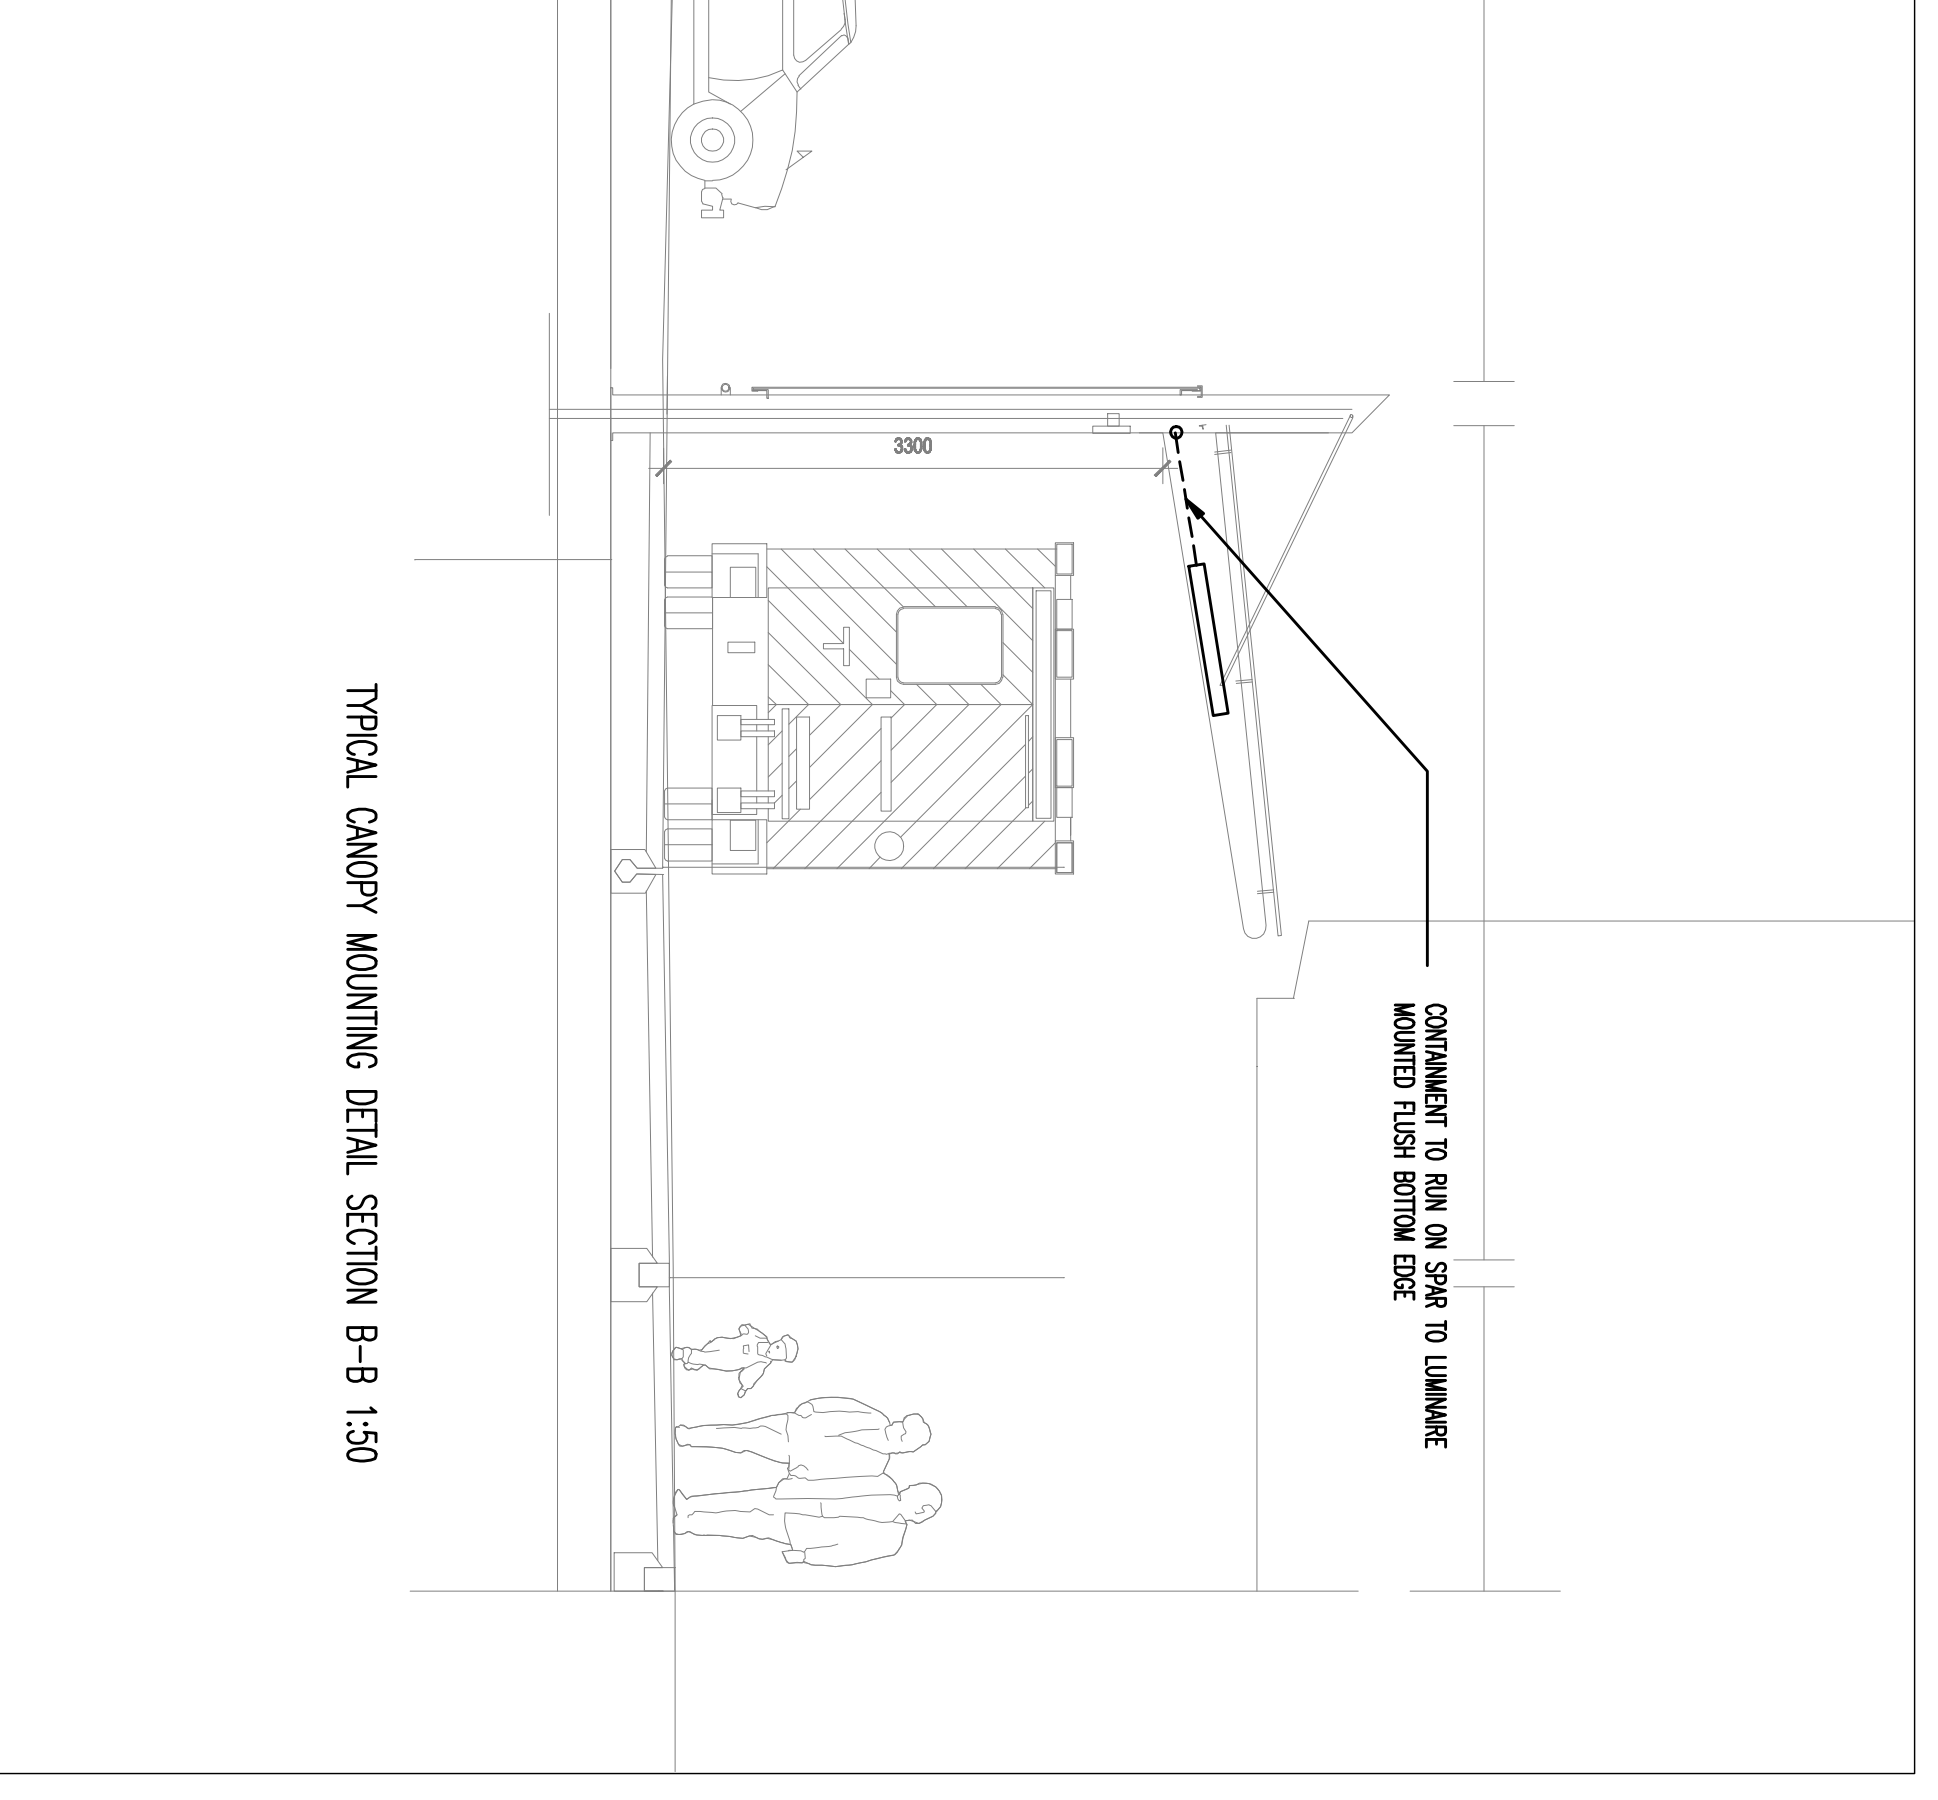 CONTAINMENT TO RUN ON SPAR TO LUMINAIRE
MOUNTED FLUSH BOTTOM EDGE
3300
TYPICAL CANOPY MOUNTING DETAIL SECTION B-B 1:50